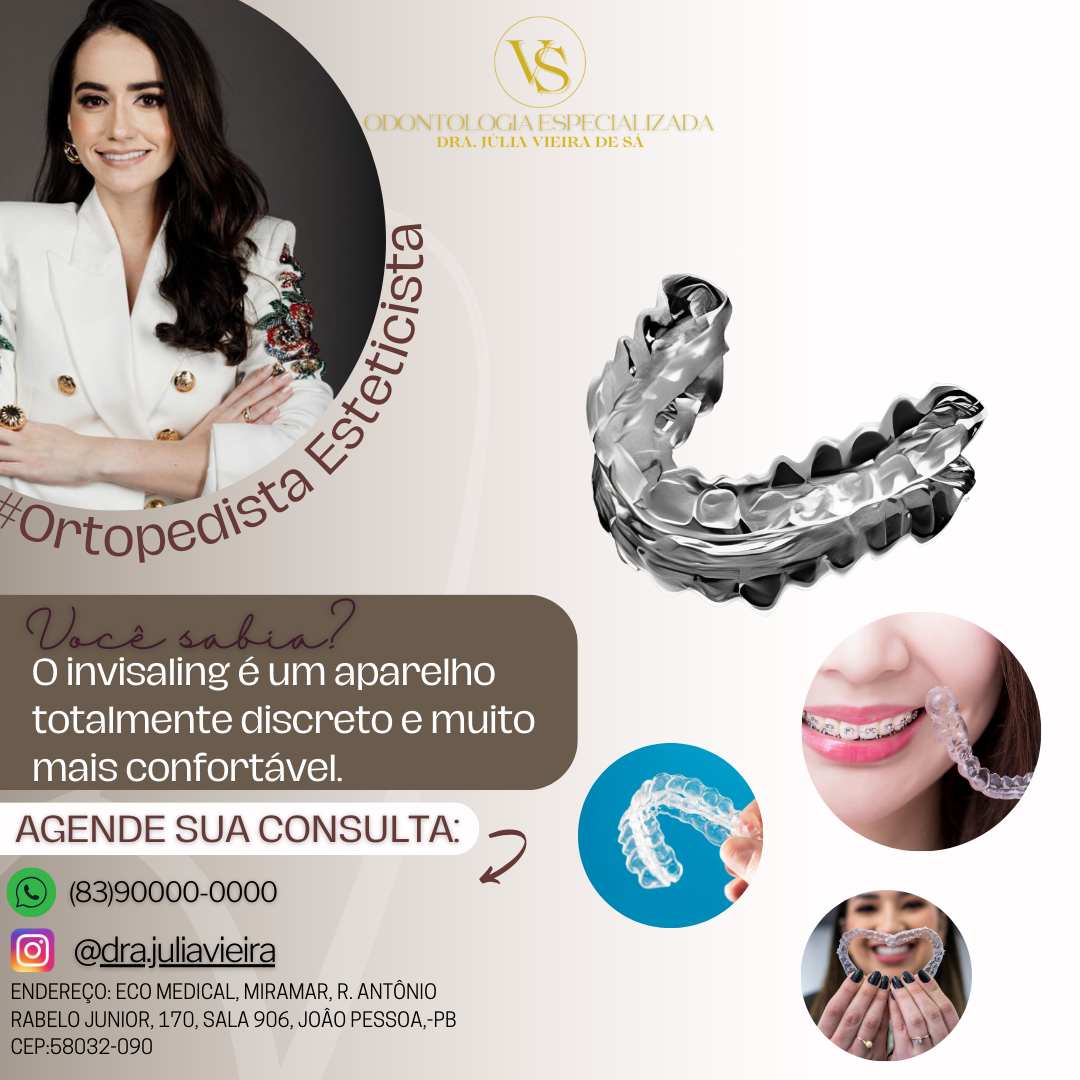 VS
ODONTOLOGIA ESPECIALIZADA
DRA. JÚLIA VIEIRA DE SÁ
#Ortopedista Esteticista
Você sabia?
O invisaling é um aparelho
totalmente discreto e muito
mais confortável.
AGENDE SUA CONSULTA:
(83)90000-0000
@dra.juliavieira
ENDEREÇO: ECO MEDICAL, MIRAMAR, R. ANTÔNIO
RABELO JUNIOR, 170, SALA 906, JOÂO PESSOA,-PB
CEP:58032-090